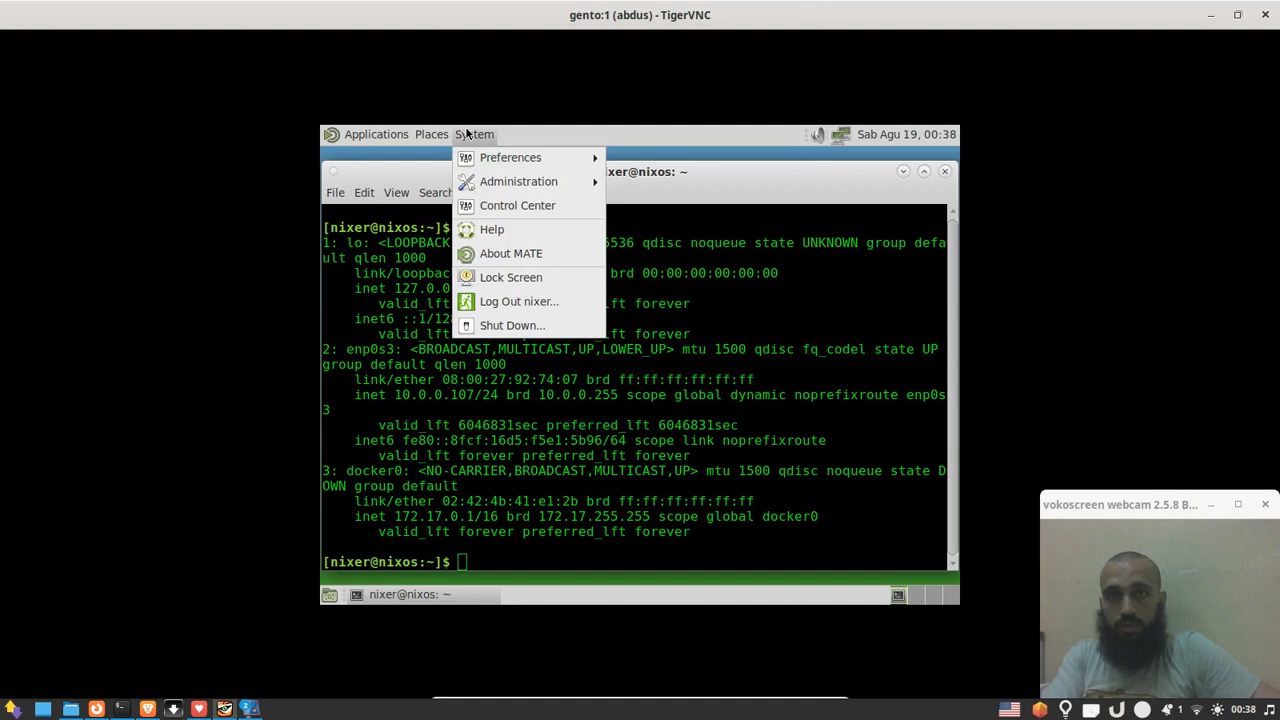 gento:1 (abdus) - TigerVNC
Applications Places System Sab Agu 19, 00:38
ixer@nixos: ~
File Edit View Search
Preferences
Administration
Control Center
Help
About MATE
Lock Screen
Log Out nixer...
Shut Down...
[nixer@nixos:~]$
1: lo: <LOOPBACK 5536 qdisc noqueue state UNKNOWN group defa
ult qlen 1000
link/loopbac brd 00:00:00:00:00:00
inet 127.0.0
valid_lft ft forever
inet6 ::1/12
valid_lft ft forever
2: enp0s3: <BROADCAST,MULTICAST,UP,LOWER_UP> mtu 1500 qdisc fq_codel state UP
group default qlen 1000
link/ether 08:00:27:92:74:07 brd ff:ff:ff:ff:ff:ff
inet 10.0.0.107/24 brd 10.0.0.255 scope global dynamic noprefixroute enp0s
3
valid_lft 6046831sec preferred_lft 6046831sec
inet6 fe80::8fcf:16d5:f5e1:5b96/64 scope link noprefixroute
valid_lft forever preferred_lft forever
3: docker0: <NO-CARRIER,BROADCAST,MULTICAST,UP> mtu 1500 qdisc noqueue state D
OWN group default
link/ether 02:42:4b:41:e1:2b brd ff:ff:ff:ff:ff:ff
inet 172.17.0.1/16 brd 172.17.255.255 scope global docker0
valid_lft forever preferred_lft forever
[nixer@nixos:~]$
nixer@nixos: ~
vokoscreen webcam 2.5.8 B...
1 00:38